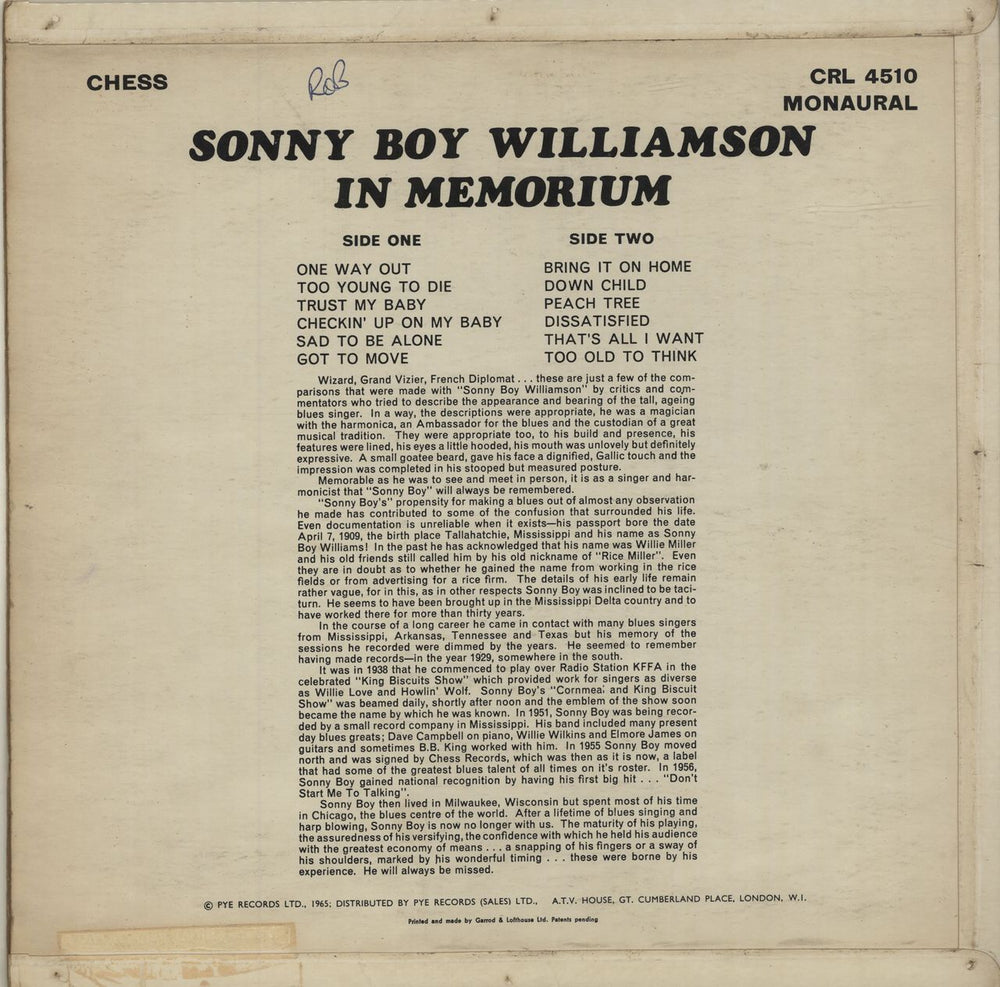 CHESS
Rob
CRL 4510
MONAURAL
SONNY BOY WILLIAMSON
IN MEMORIUM
SIDE ONE
ONE WAY OUT
TOO YOUNG TO DIE
TRUST MY BABY
CHECKIN' UP ON MY BABY
SAD TO BE ALONE
GOT TO MOVE
SIDE TWO
BRING IT ON HOME
DOWN CHILD
PEACH TREE
DISSATISFIED
THAT'S ALL I WANT
TOO OLD TO THINK
Wizard, Grand Vizier, French Diplomat . . . these are just a few of the com-
parisons that were made with "Sonny Boy Williamson" by critics and com-
mentators who tried to describe the appearance and bearing of the tall, ageing
blues singer. In a way, the descriptions were appropriate, he was a magician
with the harmonica, an Ambassador for the blues and the custodian of a great
musical tradition. They were appropriate too, to his build and presence, his
features were lined, his eyes a little hooded, his mouth was unlovely but definitely
expressive. A small goatee beard, gave his face a dignified, Gallic touch and the
impression was completed in his stooped but measured posture.
Memorable as he was to see and meet in person, it is as a singer and har-
monicist that "Sonny Boy" will always be remembered.
"Sonny Boy's" propensity for making a blues out of almost any observation
he made has contributed to some of the confusion that surrounded his life.
Even documentation is unreliable when it exists—his passport bore the date
April 7, 1909, the birth place Tallahatchie, Mississippi and his name as Sonny
Boy Williams! In the past he has acknowledged that his name was Willie Miller
and his old friends still called him by his old nickname of "Rice Miller". Even
they are in doubt as to whether he gained the name from working in the rice
fields or from advertising for a rice firm. The details of his early life remain
rather vague, for in this, as in other respects Sonny Boy was inclined to be taci-
turn. He seems to have been brought up in the Mississippi Delta country and to
have worked there for more than thirty years.
In the course of a long career he came in contact with many blues singers
from Mississippi, Arkansas, Tennessee and Texas but his memory of the
sessions he recorded were dimmed by the years. He seemed to remember
having made records—in the year 1929, somewhere in the south.
It was in 1938 that he commenced to play over Radio Station KFFA in the
celebrated "King Biscuits Show" which provided work for singers as diverse
as Willie Love and Howlin' Wolf. Sonny Boy's "Cornmeal and King Biscuit
Show" was beamed daily, shortly after noon and the emblem of the show soon
became the name by which he was known. In 1951, Sonny Boy was being recor-
ded by a small record company in Mississippi. His band included many present
day blues greats; Dave Campbell on piano, Willie Wilkins and Elmore James on
guitars and sometimes B.B. King worked with him. In 1955 Sonny Boy moved
north and was signed by Chess Records, which was then as it is now, a label
that had some of the greatest blues talent of all times on it's roster. In 1956,
Sonny Boy gained national recognition by having his first big hit . . . "Don't
Start Me To Talking".
Sonny Boy then lived in Milwaukee, Wisconsin but spent most of his time
in Chicago, the blues centre of the world. After a lifetime of blues singing and
harp blowing, Sonny Boy is now no longer with us. The maturity of his playing,
the assuredness of his versifying, the confidence with which he held his audience
with the greatest economy of means . . . a snapping of his fingers or a sway of
his shoulders, marked by his wonderful timing . . . these were borne by his
experience. He will always be missed.
© PYE RECORDS LTD., 1965; DISTRIBUTED BY PYE RECORDS (SALES) LTD., A.T.V. HOUSE, GT. CUMBERLAND PLACE, LONDON, W.I.
Printed and made by Garrod & Lofthouse Ltd. Patents pending